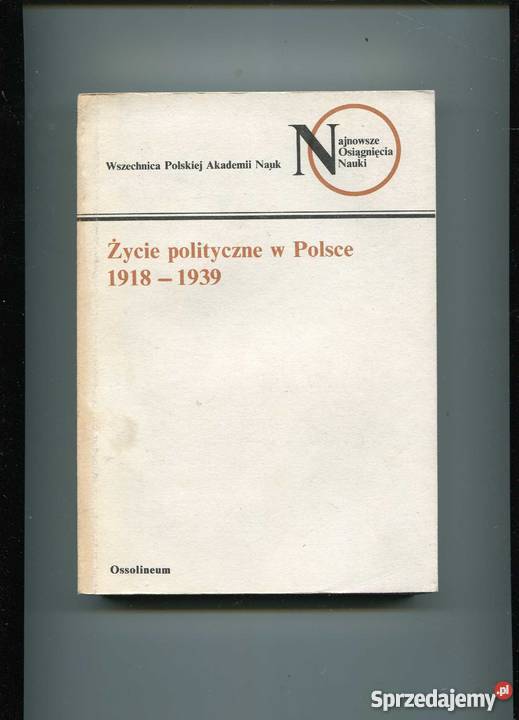 Wszechnica Polskiej Akademii Nauk
Najnowsze
Osiągnięcia
Nauki
Życie polityczne w Polsce
1918 – 1939
Ossolineum
Sprzedajemy.pl